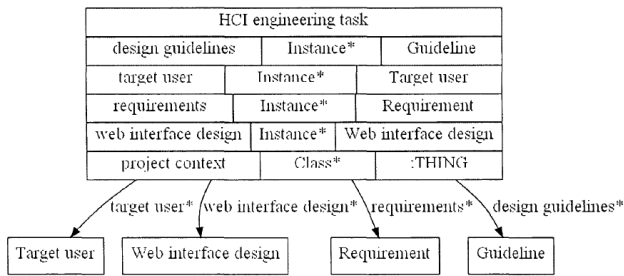 HCI engineering task
design guidelines Instance* Guideline
target user Instance* Target user
requirements Instance* Requirement
web interface design Instance* Web interface design
project context Class* :THING
target user* web interface design* requirements* design guidelines*
Target user Web interface design Requirement Guideline